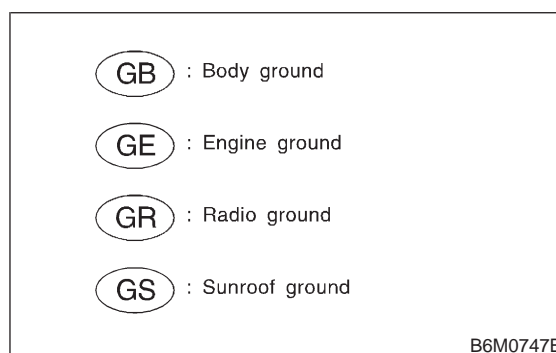 GB : Body ground
GE : Engine ground
GR : Radio ground
GS : Sunroof ground
B6M0747E